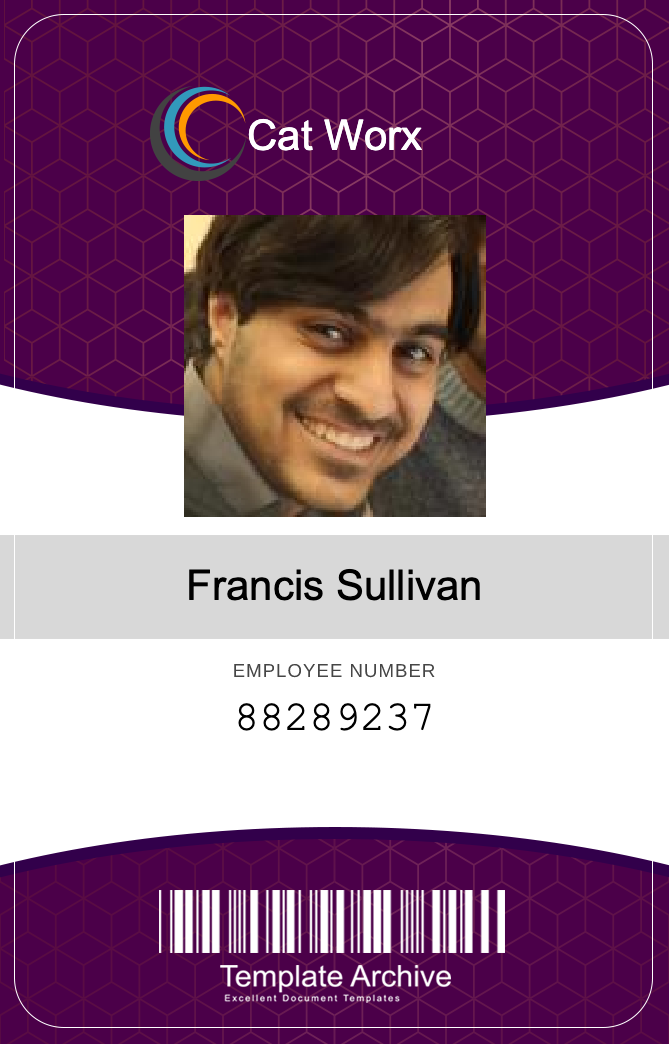 Cat Worx
Francis Sullivan
EMPLOYEE NUMBER
88289237
Template Archive
Excellent Document Templates